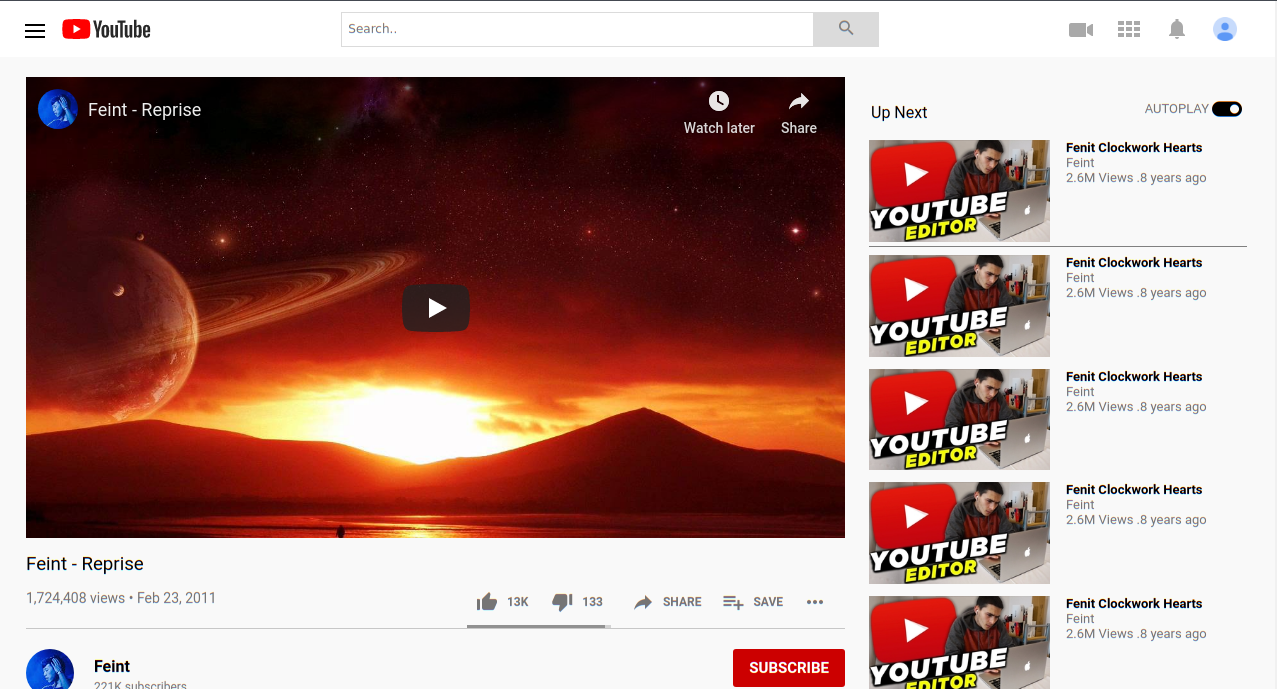 YouTube
Search..
Feint - Reprise
Watch later
Share
Up Next
AUTOPLAY
Fenit Clockwork Hearts
Feint
2.6M Views .8 years ago
YOUTUBE
EDITOR
Fenit Clockwork Hearts
Feint
2.6M Views .8 years ago
YOUTUBE
EDITOR
Fenit Clockwork Hearts
Feint
2.6M Views .8 years ago
YOUTUBE
EDITOR
Fenit Clockwork Hearts
Feint
2.6M Views .8 years ago
YOUTUBE
EDITOR
Fenit Clockwork Hearts
Feint
2.6M Views .8 years ago
YOUTUBE
EDITOR
Feint - Reprise
1,724,408 views • Feb 23, 2011
13K
133
SHARE
SAVE
Feint
221K subscribers
SUBSCRIBE